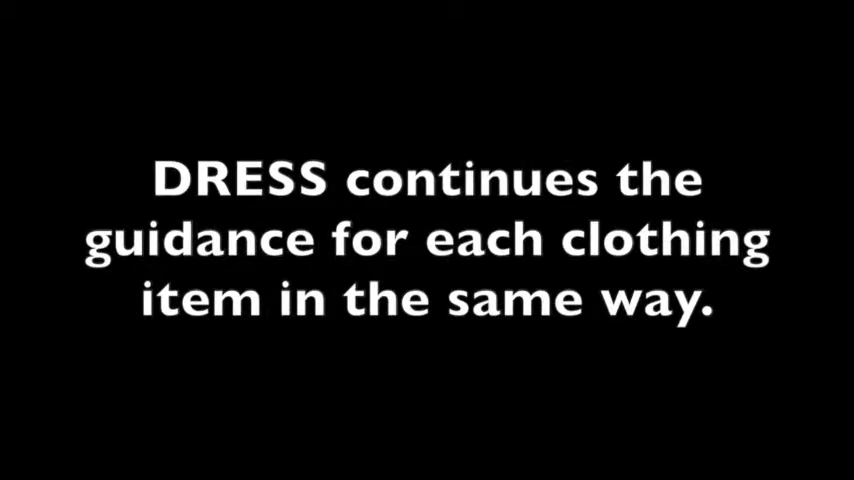 DRESS continues the
guidance for each clothing
item in the same way.